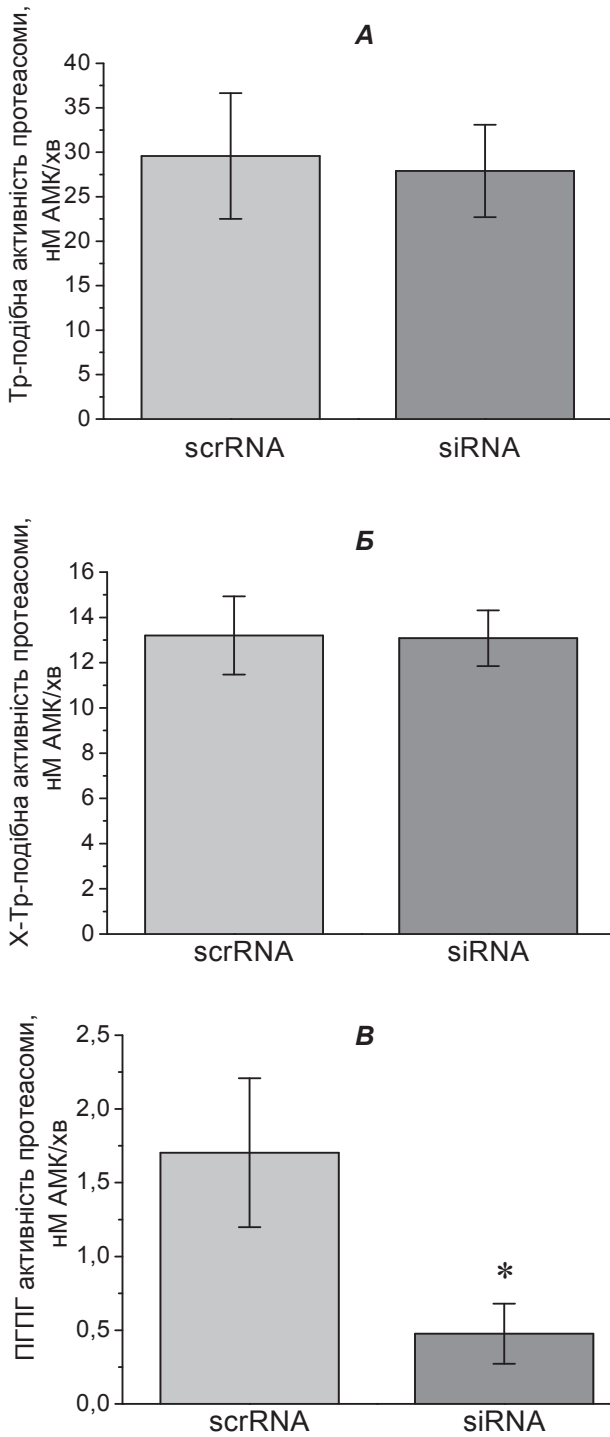 А
Тр-подібна активність протеасоми,
нМ АМК/хв
40
35
30
25
20
15
10
5
0
scrRNA siRNA
Б
Х-Тр-подібна активність протеасоми,
нМ АМК/хв
16
14
12
10
8
6
4
2
0
scrRNA siRNA
В
ПГПГ активність протеасоми,
нМ АМК/хв
2,5
2,0
1,5
1,0
0,5
0,0
*
scrRNA siRNA